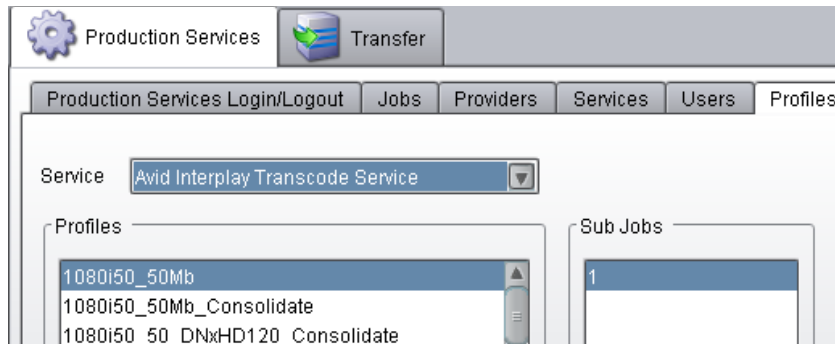 Production Services Transfer
Production Services Login/Logout Jobs Providers Services Users Profiles
Service Avid Interplay Transcode Service
Profiles Sub Jobs
1080i50_50Mb 1
1080i50_50Mb_Consolidate
1080i50_50_DNxHD120_Consolidate